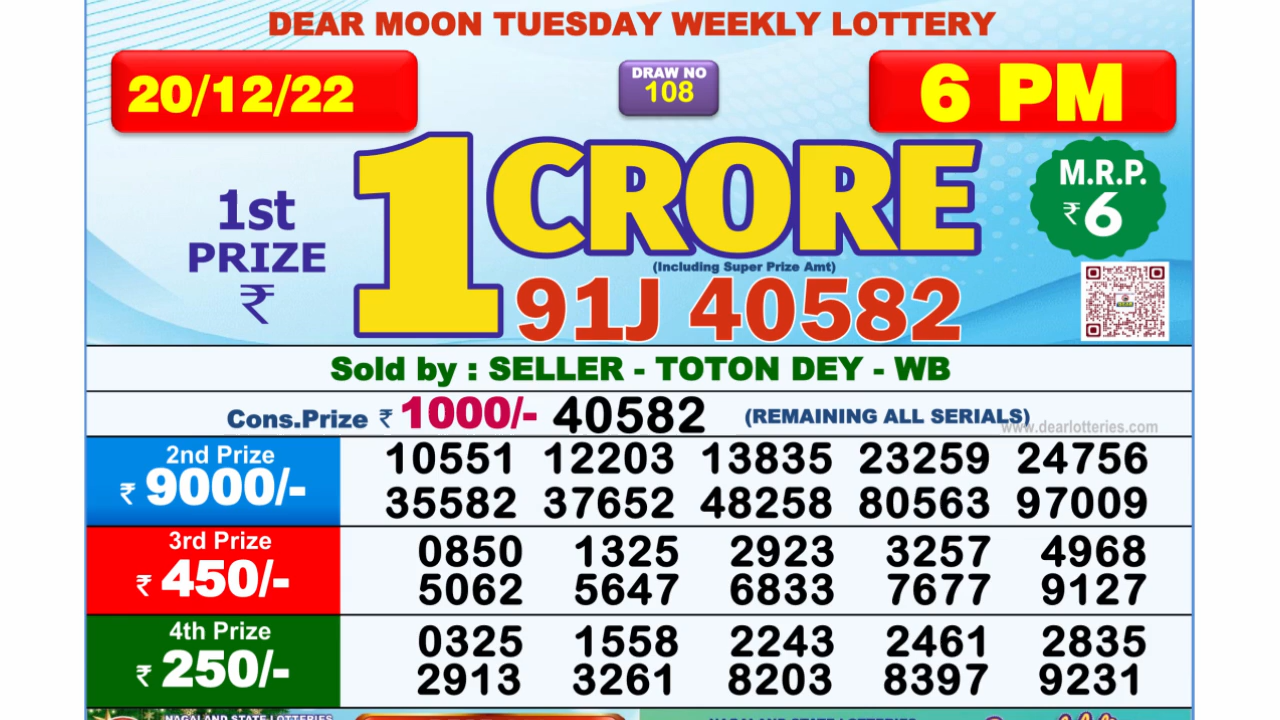 DEAR MOON TUESDAY WEEKLY LOTTERY
20/12/22
DRAW NO
108
6 PM
1st
PRIZE
₹
1 CRORE
(Including Super Prize Amt)
91J 40582
M.R.P.
₹ 6
Sold by : SELLER - TOTON DEY - WB
Cons.Prize ₹ 1000/- 40582 (REMAINING ALL SERIALS)
www.dearlotteries.com
2nd Prize
₹ 9000/-
10551 12203 13835 23259 24756
35582 37652 48258 80563 97009
3rd Prize
₹ 450/-
0850 1325 2923 3257 4968
5062 5647 6833 7677 9127
4th Prize
₹ 250/-
0325 1558 2243 2461 2835
2913 3261 8203 8397 9231
NAGALAND STATE LOTTERIES
NAGALAND STATE LOTTERIES